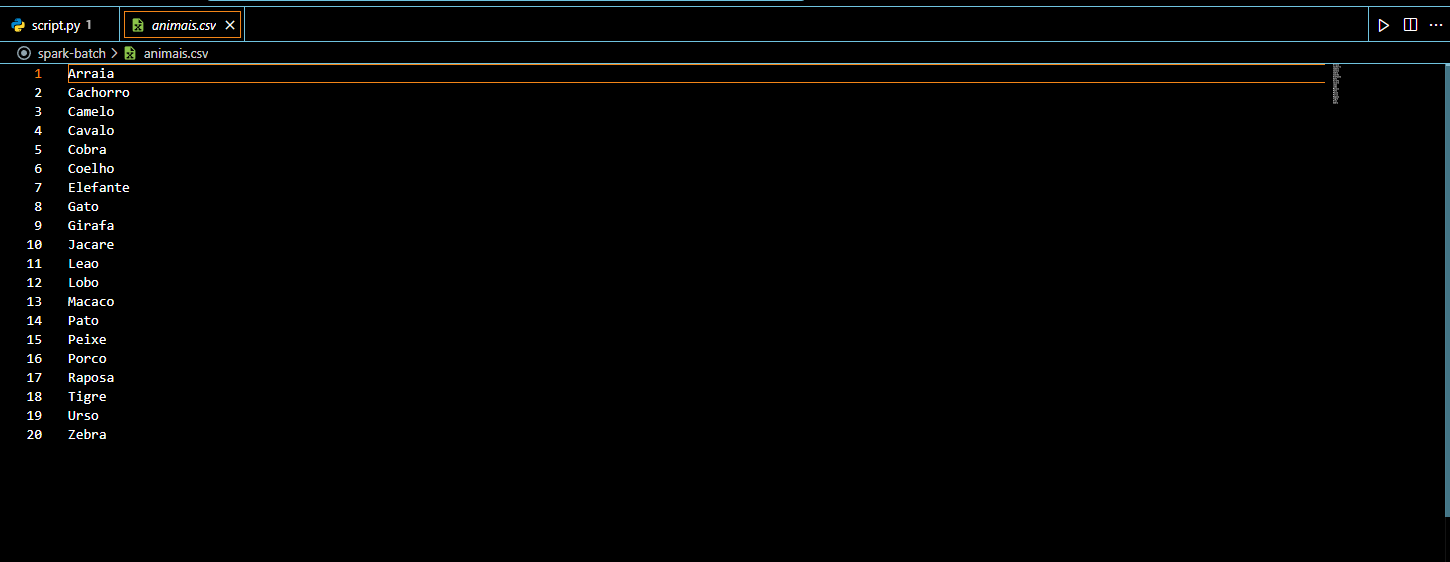 script.py 1 animais.csv
spark-batch > animais.csv
1 Arraia
2 Cachorro
3 Camelo
4 Cavalo
5 Cobra
6 Coelho
7 Elefante
8 Gato
9 Girafa
10 Jacare
11 Leao
12 Lobo
13 Macaco
14 Pato
15 Peixe
16 Porco
17 Raposa
18 Tigre
19 Urso
20 Zebra